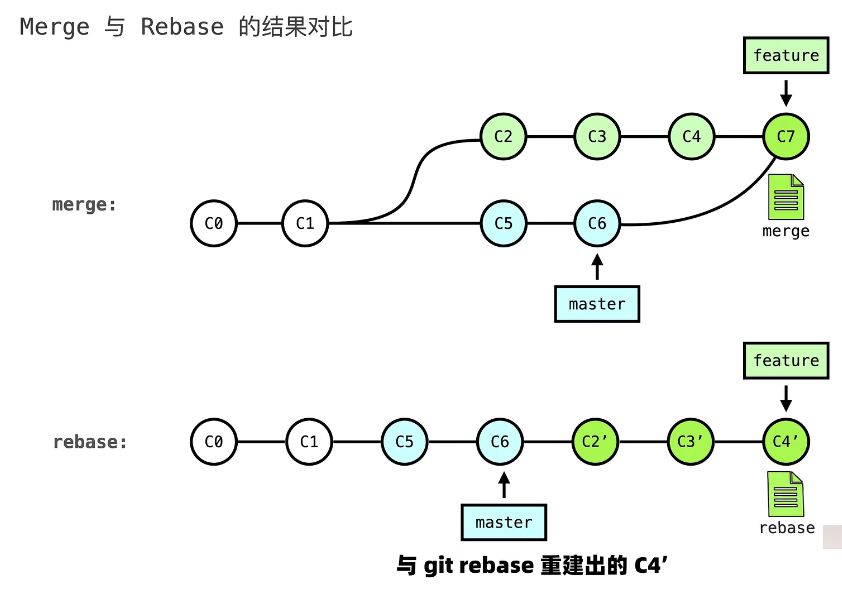 Merge 与 Rebase 的结果对比
feature
C2 C3 C4 C7
merge:
C0 C1 C5 C6
merge
master
feature
rebase:
C0 C1 C5 C6 C2’ C3’ C4’
master
rebase
与 git rebase 重建出的 C4’